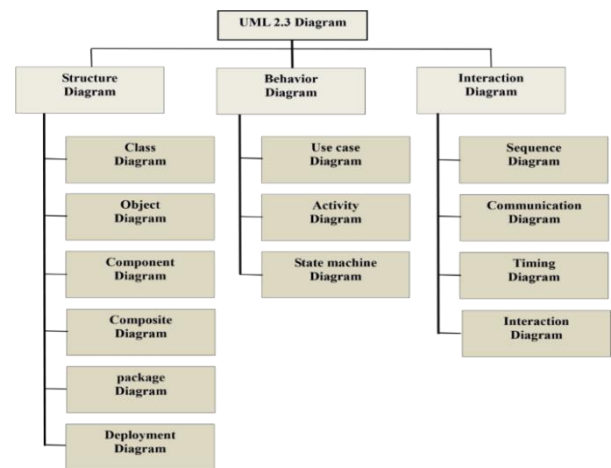 UML 2.3 Diagram
Structure
Diagram
Behavior
Diagram
Interaction
Diagram
Class
Diagram
Object
Diagram
Component
Diagram
Composite
Diagram
package
Diagram
Deployment
Diagram
Use case
Diagram
Activity
Diagram
State machine
Diagram
Sequence
Diagram
Communication
Diagram
Timing
Diagram
Interaction
Diagram